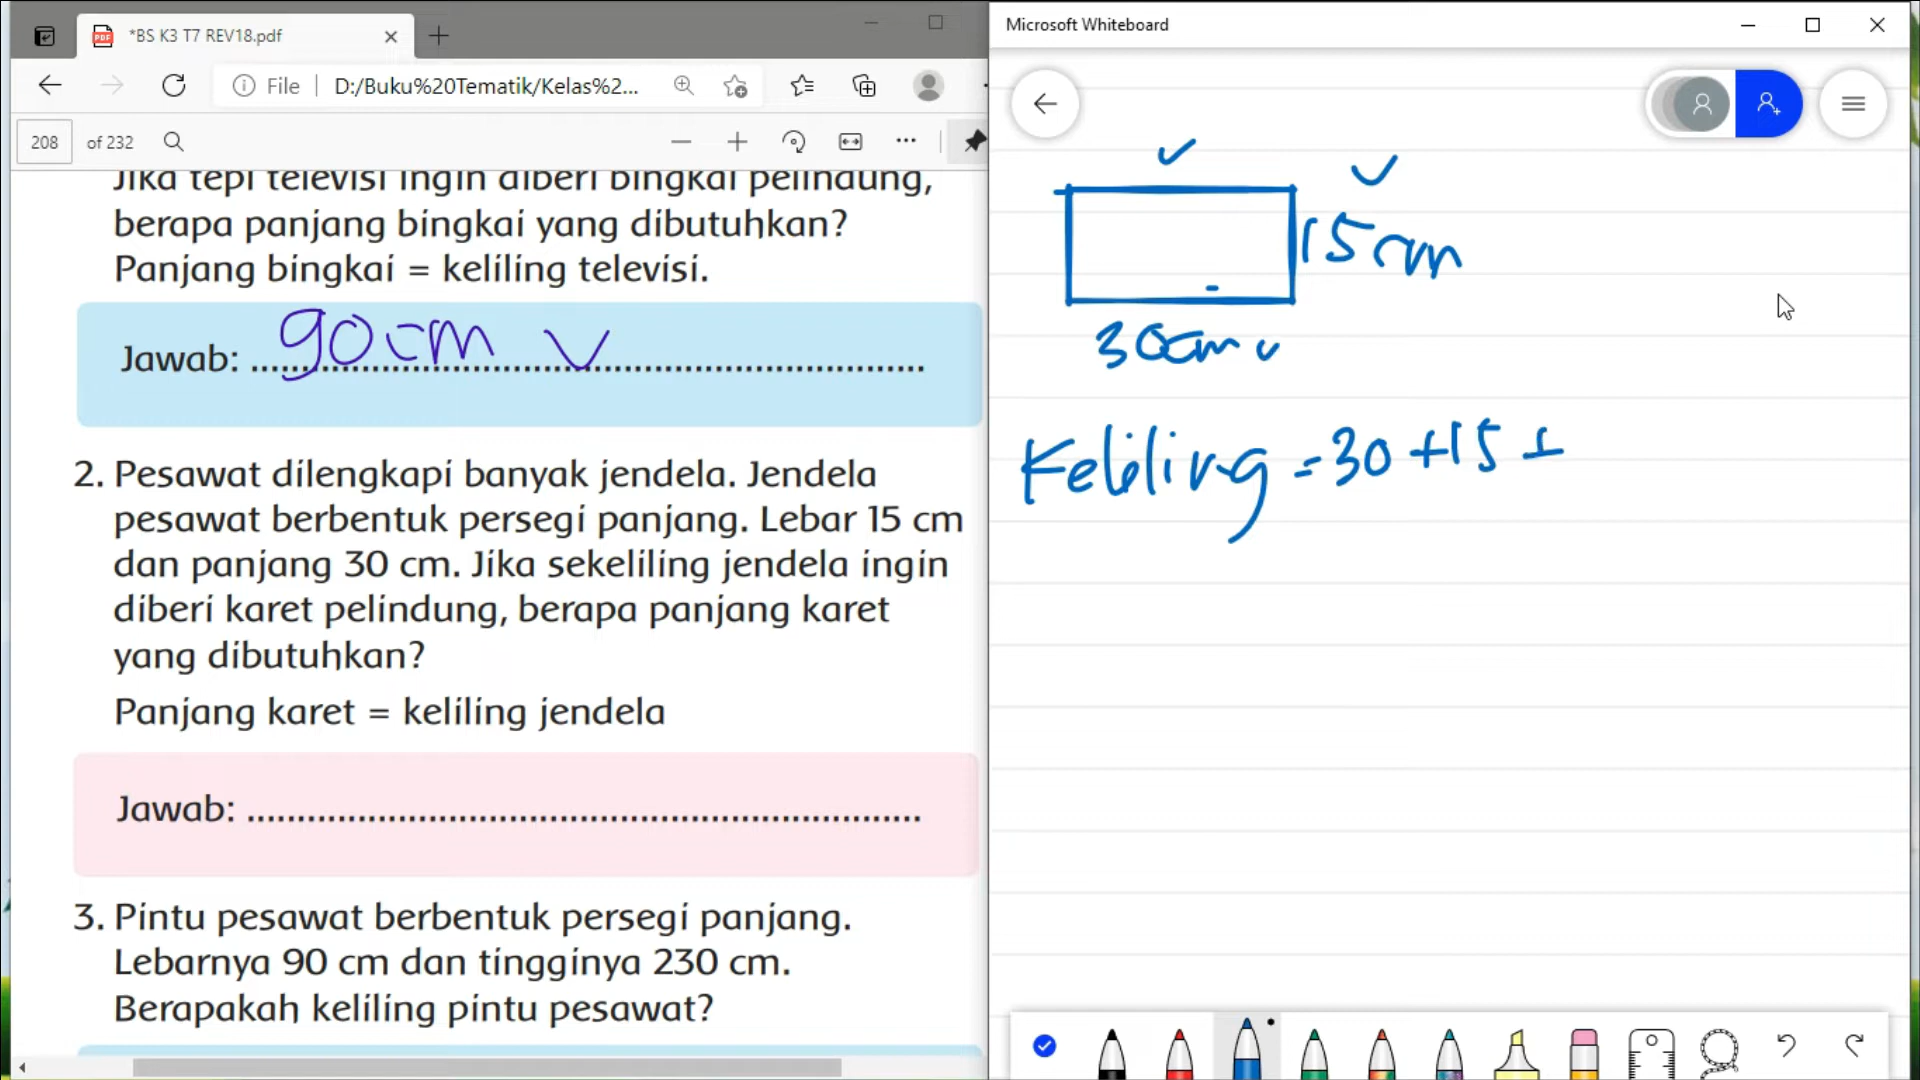 *BS K3 T7 REV18.pdf
File
D:/Buku%20Tematik/Kelas%2...
208 of 232
Jika tepi televisi ingin diberi bingkai pelindung,
berapa panjang bingkai yang dibutuhkan?
Panjang bingkai = keliling televisi.
Jawab: 90 cm
2. Pesawat dilengkapi banyak jendela. Jendela
pesawat berbentuk persegi panjang. Lebar 15 cm
dan panjang 30 cm. Jika sekeliling jendela ingin
diberi karet pelindung, berapa panjang karet
yang dibutuhkan?
Panjang karet = keliling jendela
Jawab: ....................................................................
3. Pintu pesawat berbentuk persegi panjang.
Lebarnya 90 cm dan tingginya 230 cm.
Berapakah keliling pintu pesawat?
Microsoft Whiteboard
15 cm
30 cm
Keliling = 30 + 15 +